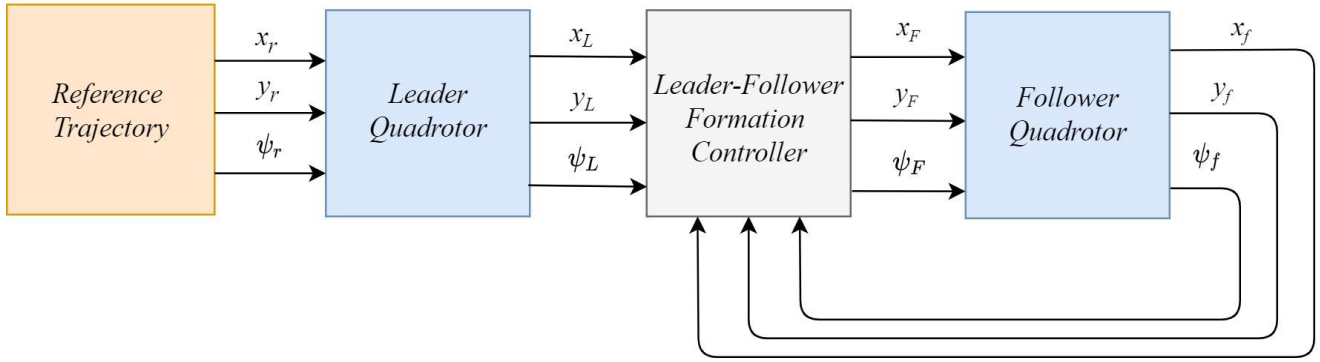 x_r
x_L
x_F
x_f
Reference
Trajectory
y_r
Leader
Quadrotor
y_L
Leader-Follower
Formation
Controller
y_F
Follower
Quadrotor
y_f
ψ_r
ψ_L
ψ_F
ψ_f